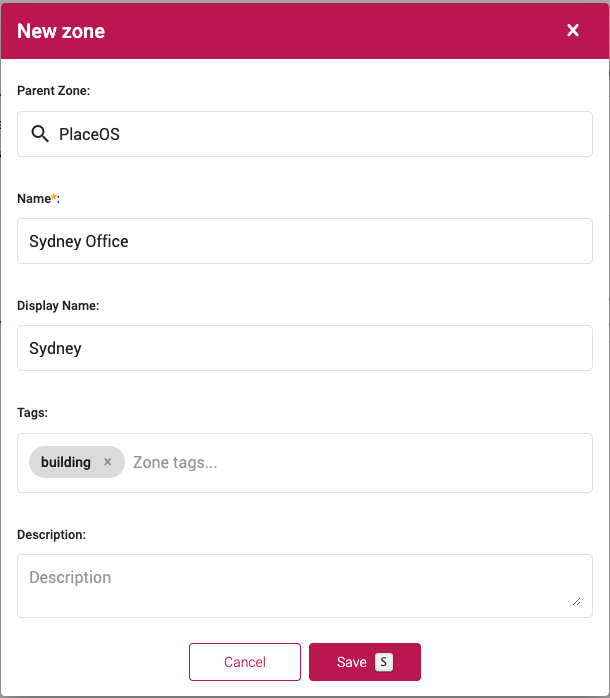 New zone
Parent Zone:
PlaceOS
Name*:
Sydney Office
Display Name:
Sydney
Tags:
building × Zone tags...
Description:
Description
Cancel Save S